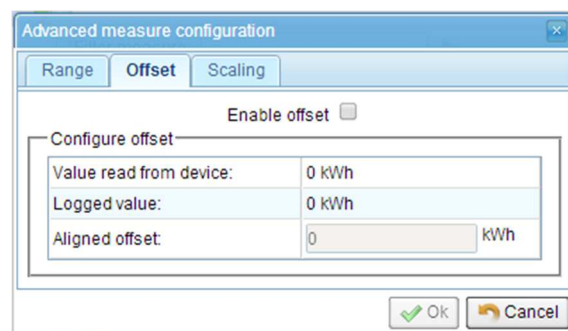 Advanced measure configuration
Range Offset Scaling
Enable offset
Configure offset
Value read from device: 0 kWh
Logged value: 0 kWh
Aligned offset: 0 kWh
Ok Cancel